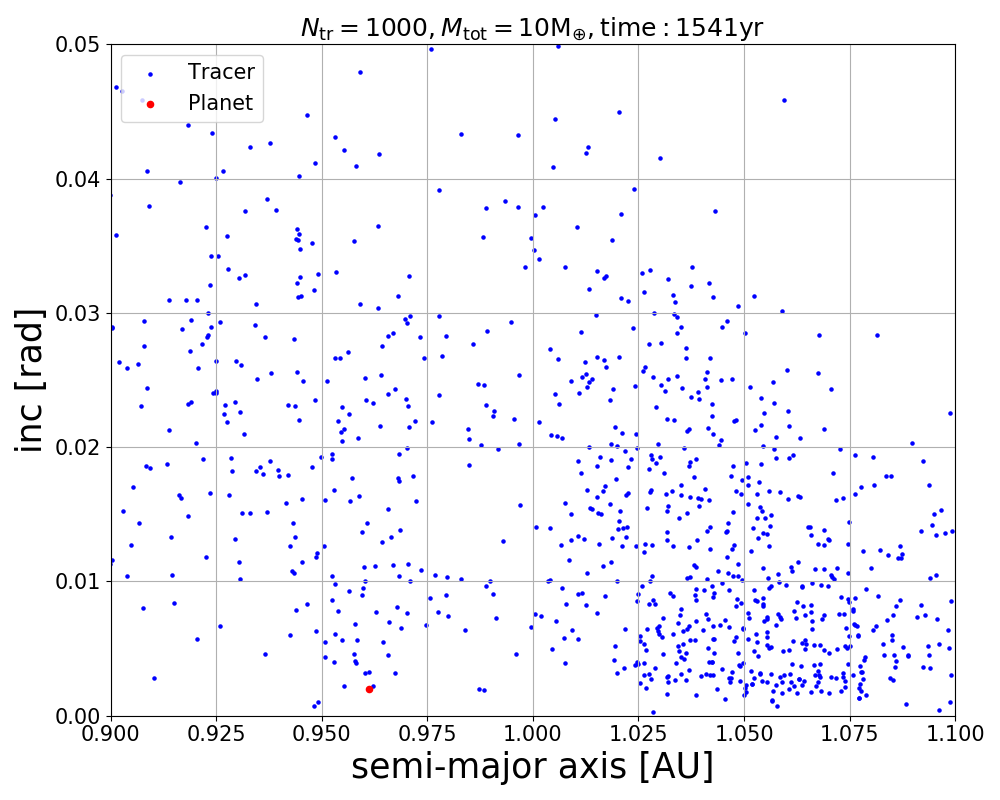 N_tr = 1000, M_tot = 10M_⊕, time : 1541yr
0.05
Tracer
Planet
0.04
0.03
0.02
0.01
0.00
inc [rad]
0.900 0.925 0.950 0.975 1.000 1.025 1.050 1.075 1.100
semi-major axis [AU]